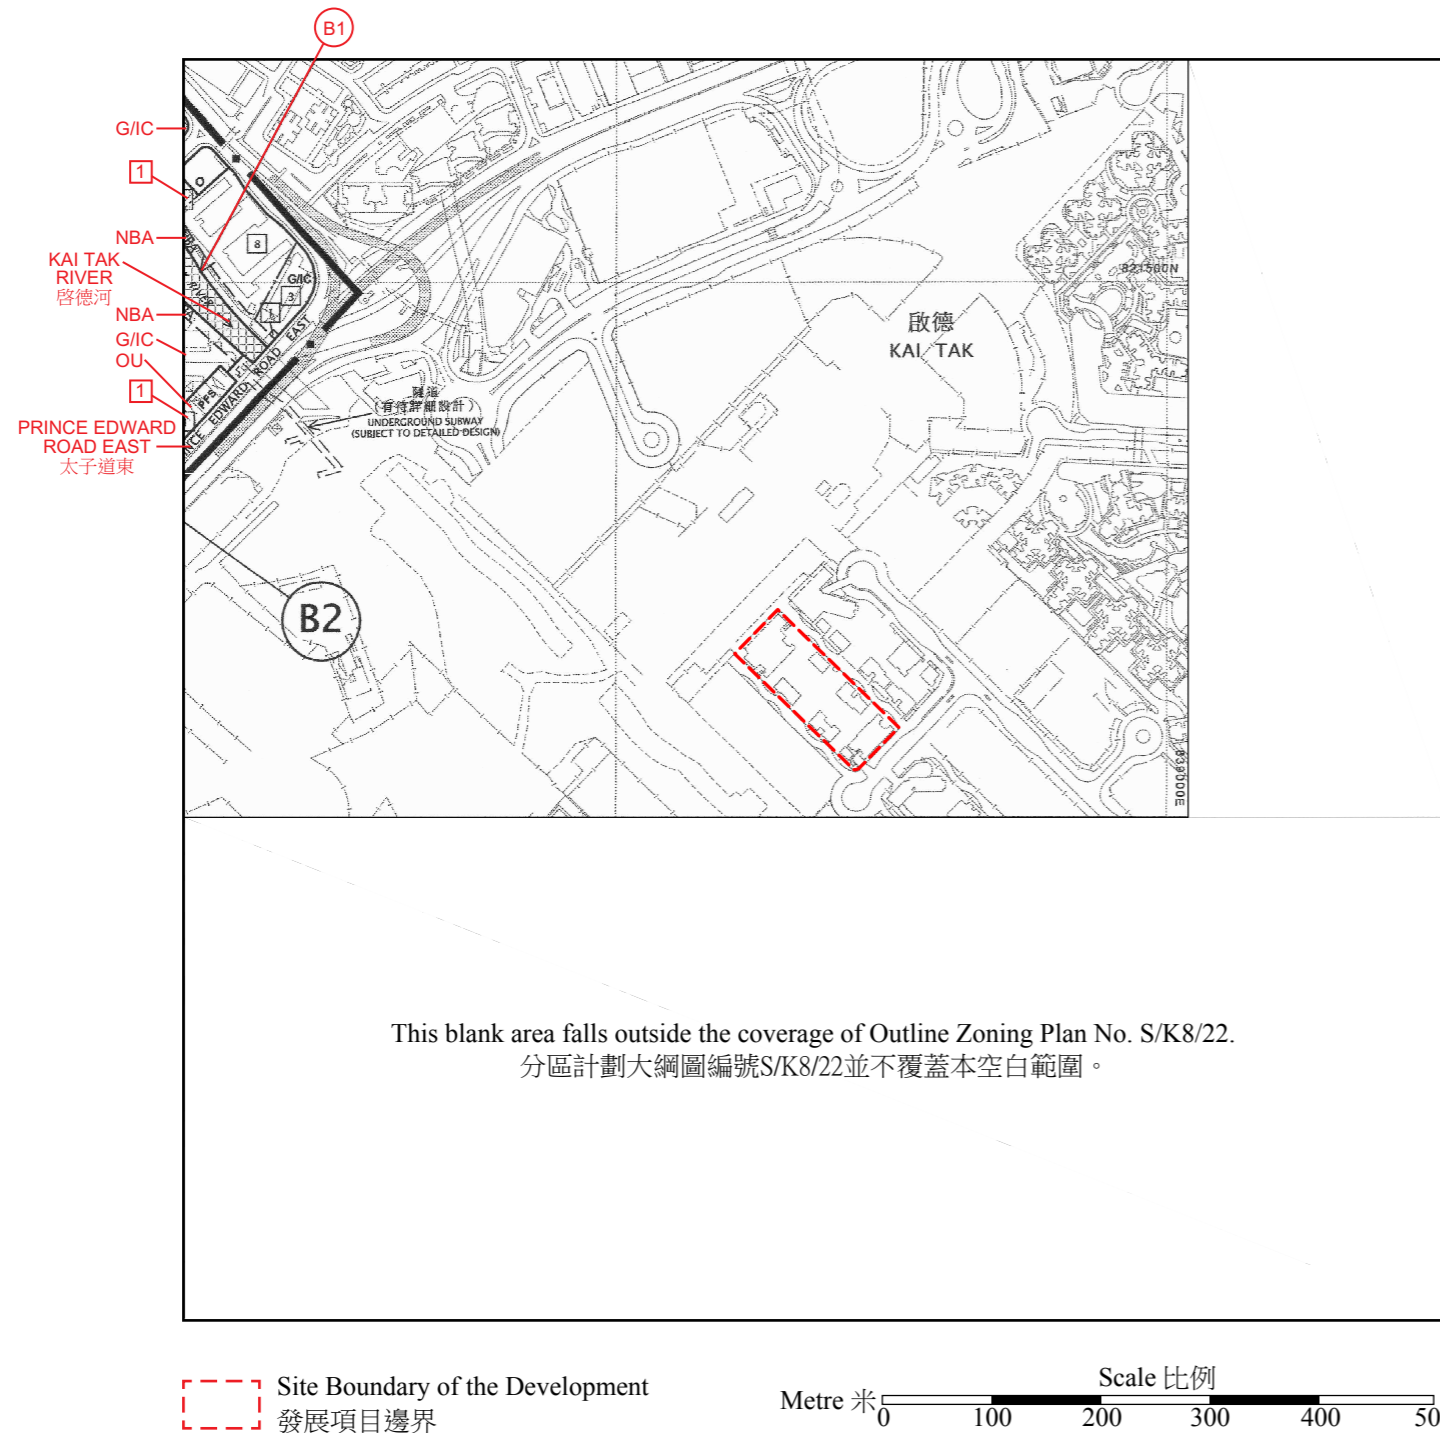 B1
G/IC
1
NBA
KAI TAK
RIVER
啓德河
NBA
G/IC
OU
1
PRINCE EDWARD
ROAD EAST
太子道東
O
8
G/IC
3
1
RIVER
PFS
EDWARD ROAD EAST
隧道
(有待詳細設計)
UNDERGROUND SUBWAY
(SUBJECT TO DETAILED DESIGN)
啟德
KAI TAK
821500N
839000E
B2
This blank area falls outside the coverage of Outline Zoning Plan No. S/K8/22.
分區計劃大綱圖編號S/K8/22並不覆蓋本空白範圍。
Site Boundary of the Development
發展項目邊界
Scale 比例
Metre 米
0 100 200 300 400 50